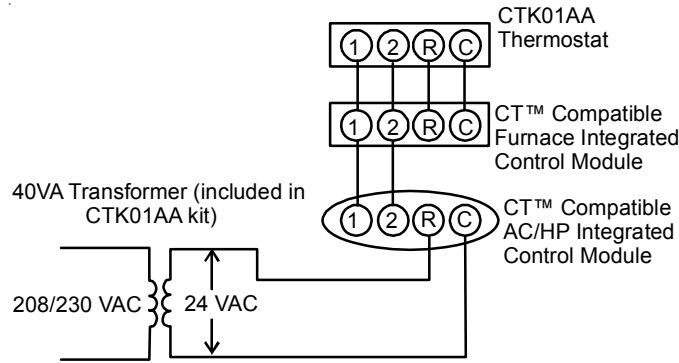 CTK01AA
Thermostat
1 2 R C
1 2 R C
CT™ Compatible
Furnace Integrated
Control Module
40VA Transformer (included in
CTK01AA kit)
1 2 R C
CT™ Compatible
AC/HP Integrated
Control Module
208/230 VAC
24 VAC